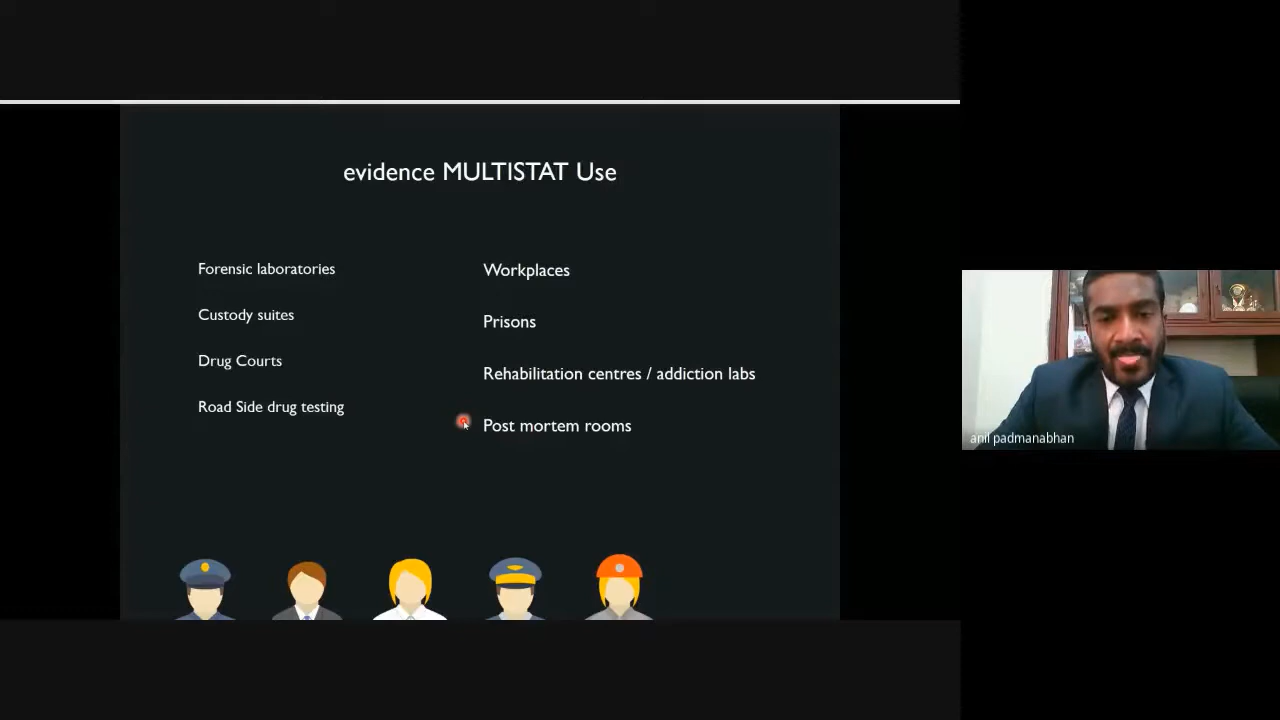 evidence MULTISTAT Use
Forensic laboratories
Custody suites
Drug Courts
Road Side drug testing
Workplaces
Prisons
Rehabilitation centres / addiction labs
Post mortem rooms
anil padmanabhan